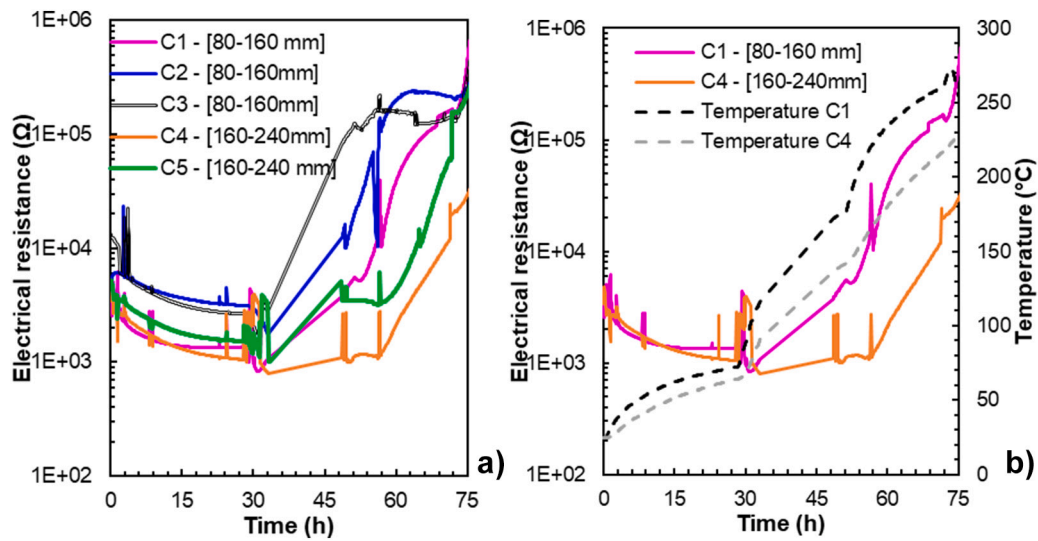 1E+06
1E+05
1E+04
1E+03
1E+02
Electrical resistance (Ω)
C1 - [80-160 mm]
C2 - [80-160mm]
C3 - [80-160mm]
C4 - [160-240mm]
C5 - [160-240 mm]
0 15 30 45 60 75
Time (h)
a)
1E+06
1E+05
1E+04
1E+03
1E+02
Electrical resistance (Ω)
C1 - [80-160 mm]
C4 - [160-240mm]
Temperature C1
Temperature C4
300
250
200
150
100
50
0
Temperature (°C)
0 15 30 45 60 75
Time (h)
b)